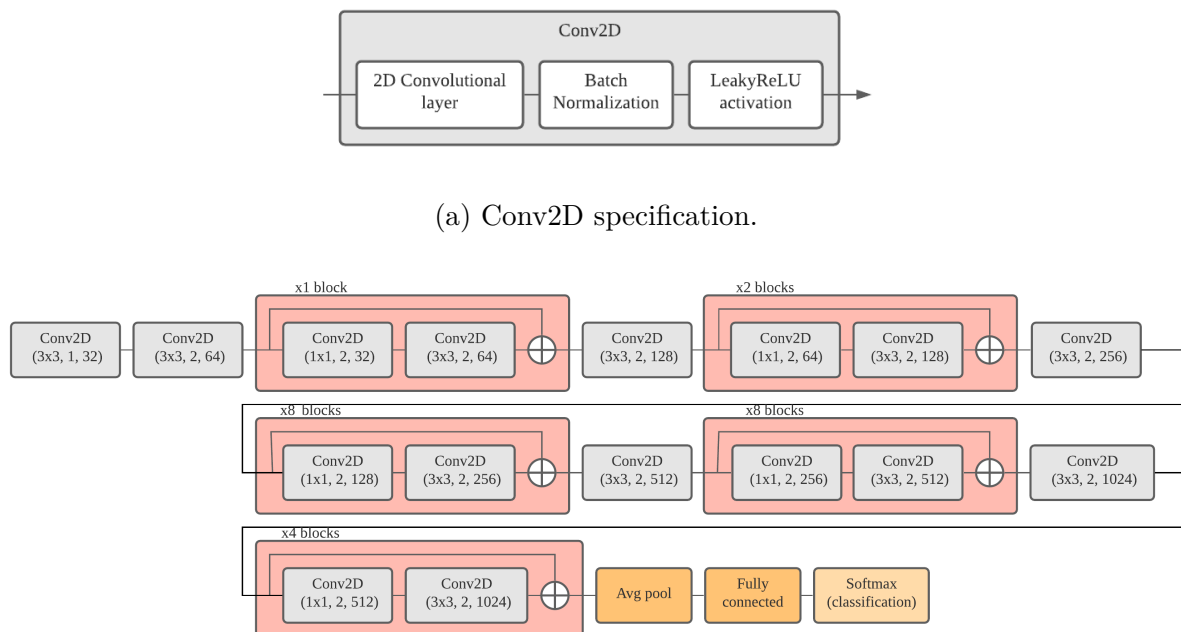 Conv2D
2D Convolutional
layer
Batch
Normalization
LeakyReLU
activation
(a) Conv2D specification.
x1 block
Conv2D
(3x3, 1, 32)
Conv2D
(3x3, 2, 64)
Conv2D
(1x1, 2, 32)
Conv2D
(3x3, 2, 64)
Conv2D
(3x3, 2, 128)
x2 blocks
Conv2D
(1x1, 2, 64)
Conv2D
(3x3, 2, 128)
Conv2D
(3x3, 2, 256)
x8 blocks
Conv2D
(1x1, 2, 128)
Conv2D
(3x3, 2, 256)
Conv2D
(3x3, 2, 512)
x8 blocks
Conv2D
(1x1, 2, 256)
Conv2D
(3x3, 2, 512)
Conv2D
(3x3, 2, 1024)
x4 blocks
Conv2D
(1x1, 2, 512)
Conv2D
(3x3, 2, 1024)
Avg pool
Fully
connected
Softmax
(classification)